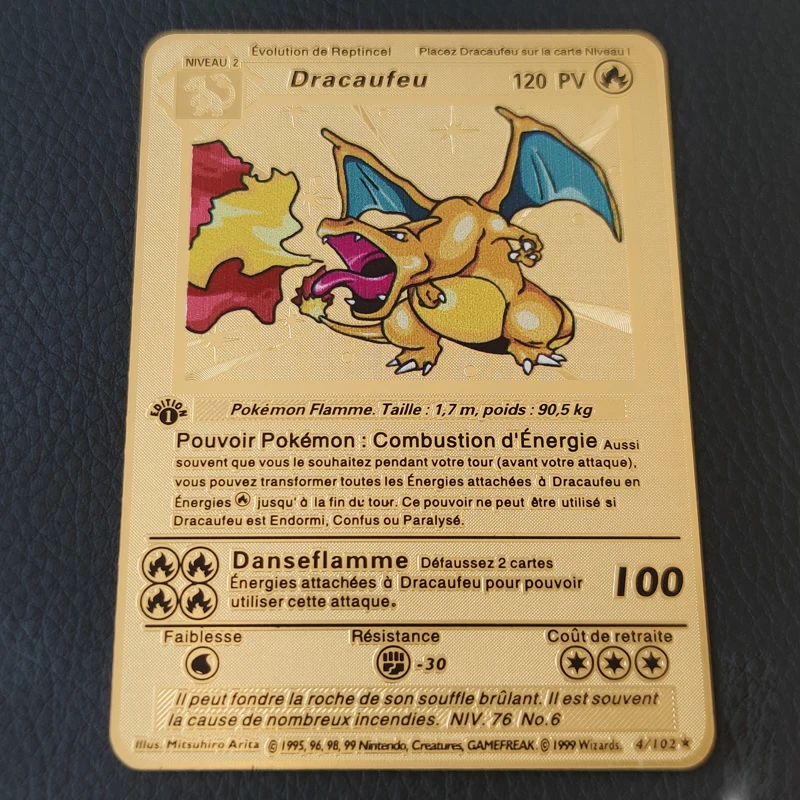 Évolution de Reptincel Placez Dracaufeu sur la carte Niveau 1
NIVEAU 2
Dracaufeu 120 PV
EDITION 1
Pokémon Flamme. Taille : 1,7 m, poids : 90,5 kg
Pouvoir Pokémon : Combustion d'Énergie Aussi
souvent que vous le souhaitez pendant votre tour (avant votre attaque),
vous pouvez transformer toutes les Énergies attachées à Dracaufeu en
Énergies jusqu'à la fin du tour. Ce pouvoir ne peut être utilisé si
Dracaufeu est Endormi, Confus ou Paralysé.
Danseflamme Défaussez 2 cartes
Énergies attachées à Dracaufeu pour pouvoir
utiliser cette attaque.
100
Faiblesse Résistance Coût de retraite
-30
Il peut fondre la roche de son souffle brûlant. Il est souvent
la cause de nombreux incendies. NIV. 76 No.6
Illus. Mitsuhiro Arita © 1995, 96, 98, 99 Nintendo, Creatures, GAMEFREAK. © 1999 Wizards. 4/102 ★